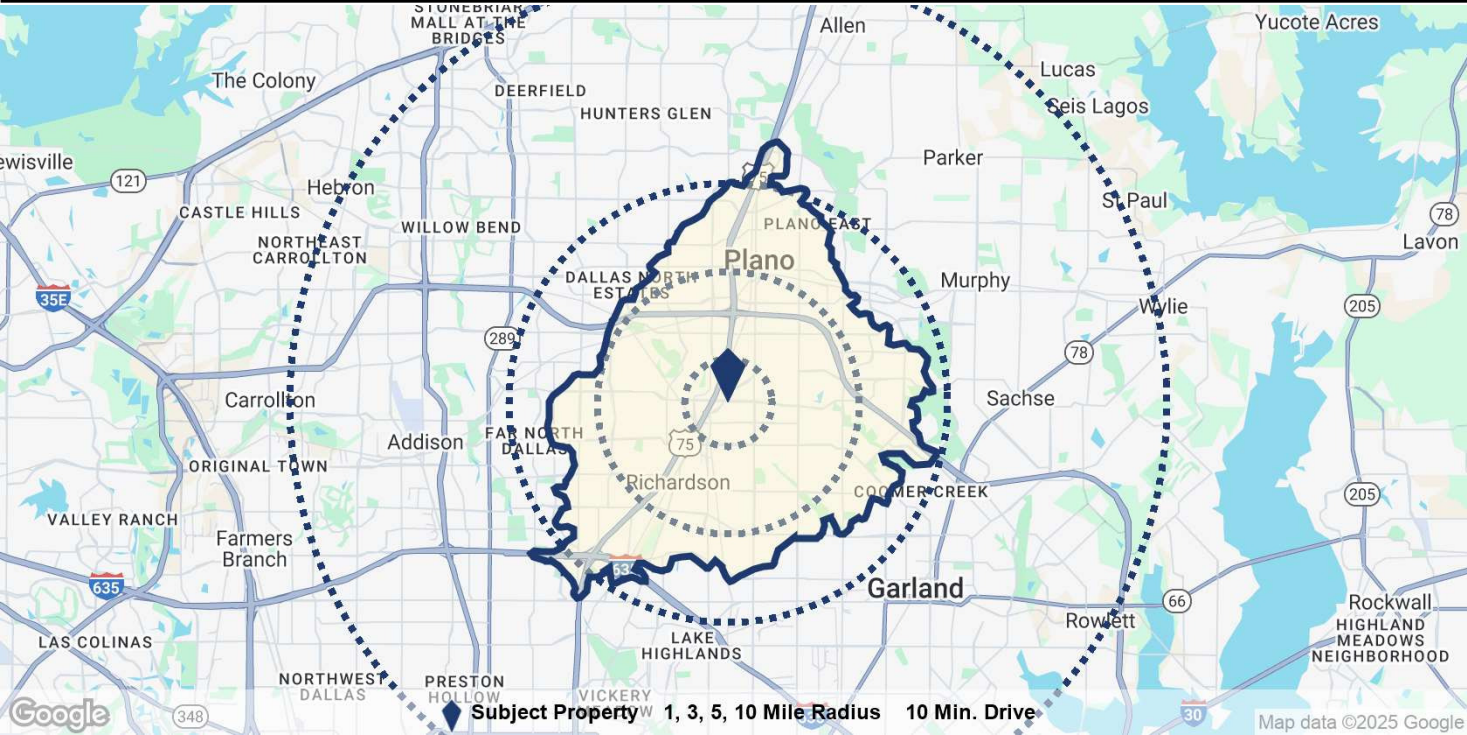 STONEBRIAR
MALL AT THE
BRIDGES
Allen
Yucote Acres
The Colony
Lucas
DEERFIELD
Seis Lagos
HUNTERS GLEN
Parker
ewisville
121
Hebron
St Paul
CASTLE HILLS
78
WILLOW BEND
PLANO EAST
NORTHEAST
CARROLLTON
Lavon
Plano
DALLAS NORTH
ESTATES
Murphy
35E
Wylie
205
289
78
Carrollton
Sachse
Addison
FAR NORTH
DALLAS
75
ORIGINAL TOWN
Richardson
COOMER CREEK
205
VALLEY RANCH
Farmers
Branch
635
635
Garland
66
Rockwall
Rowlett
HIGHLAND
MEADOWS
NEIGHBORHOOD
LAS COLINAS
LAKE
HIGHLANDS
NORTHWEST
DALLAS
PRESTON
HOLLOW
VICKERY
MEADOW
Google
348
Subject Property 1, 3, 5, 10 Mile Radius 10 Min. Drive
30
Map data ©2025 Google